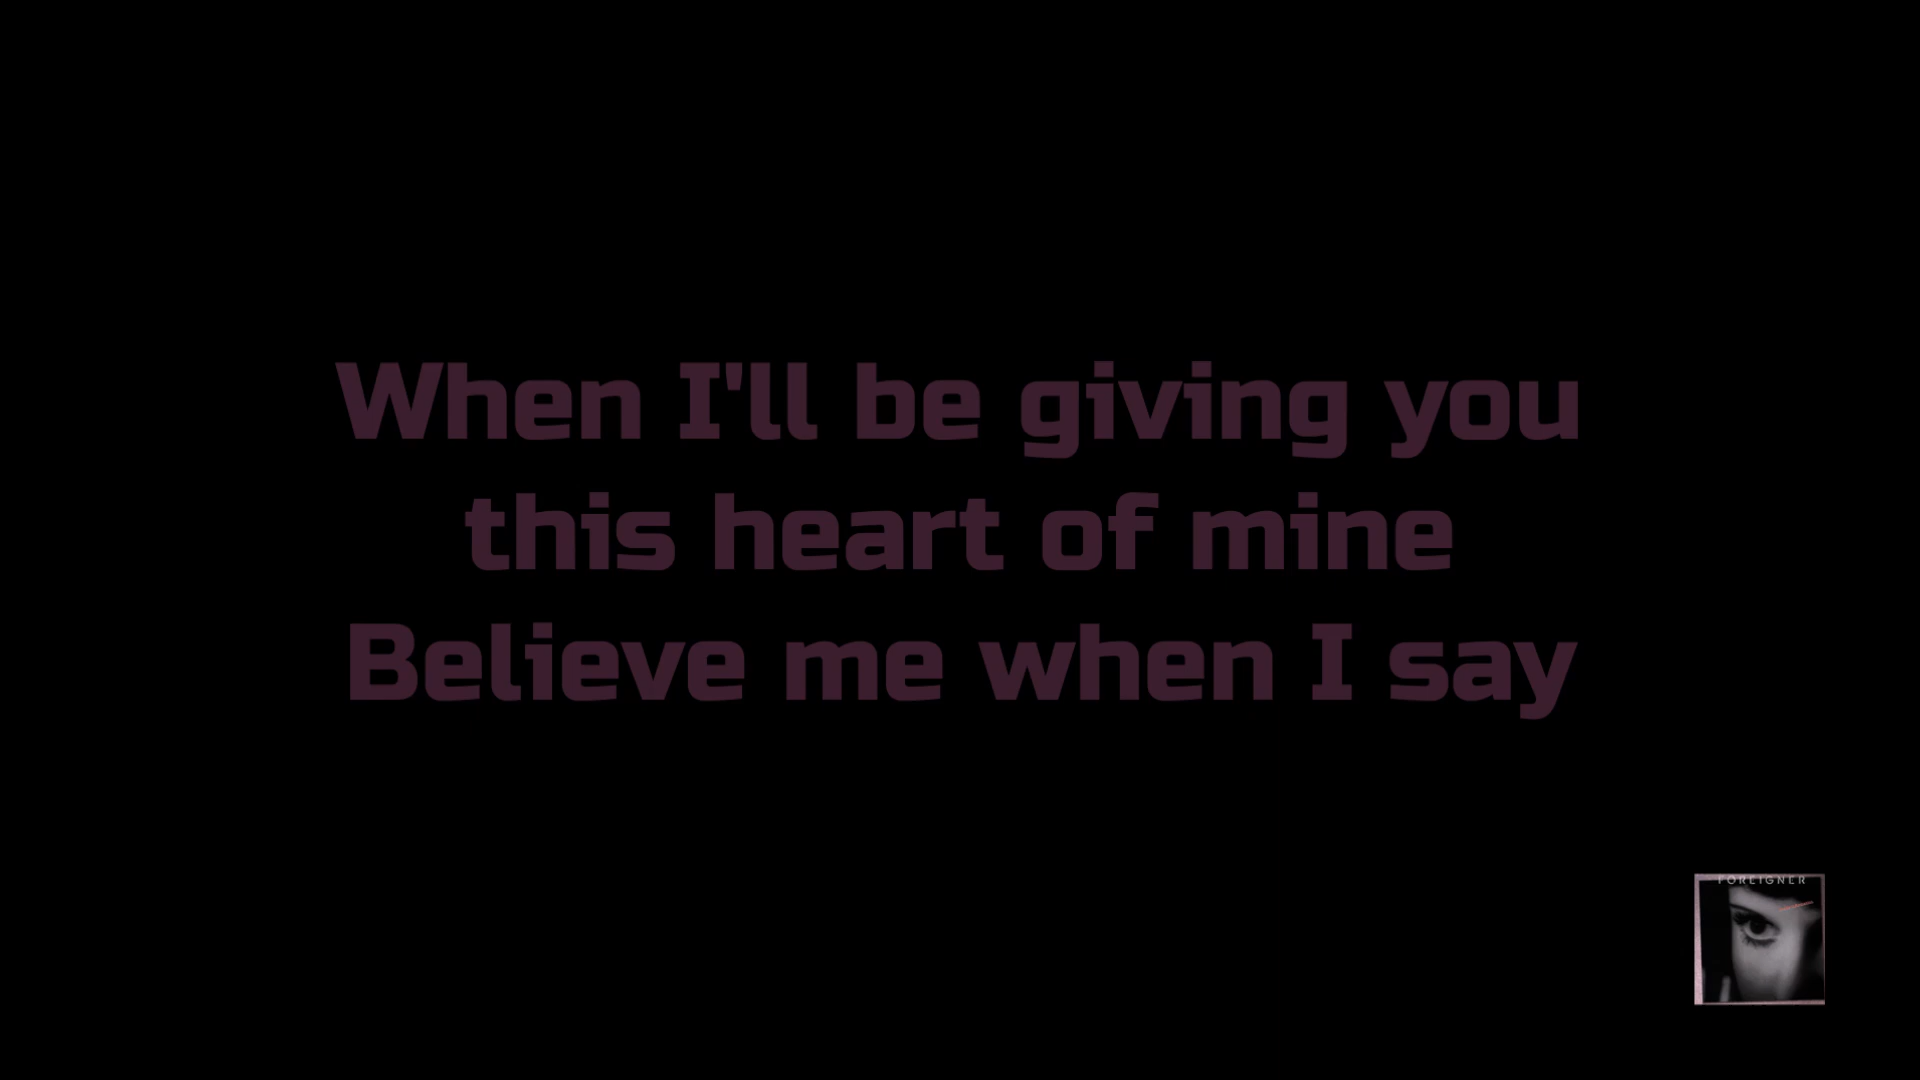 When I'll be giving you
this heart of mine
Believe me when I say
FOREIGNER